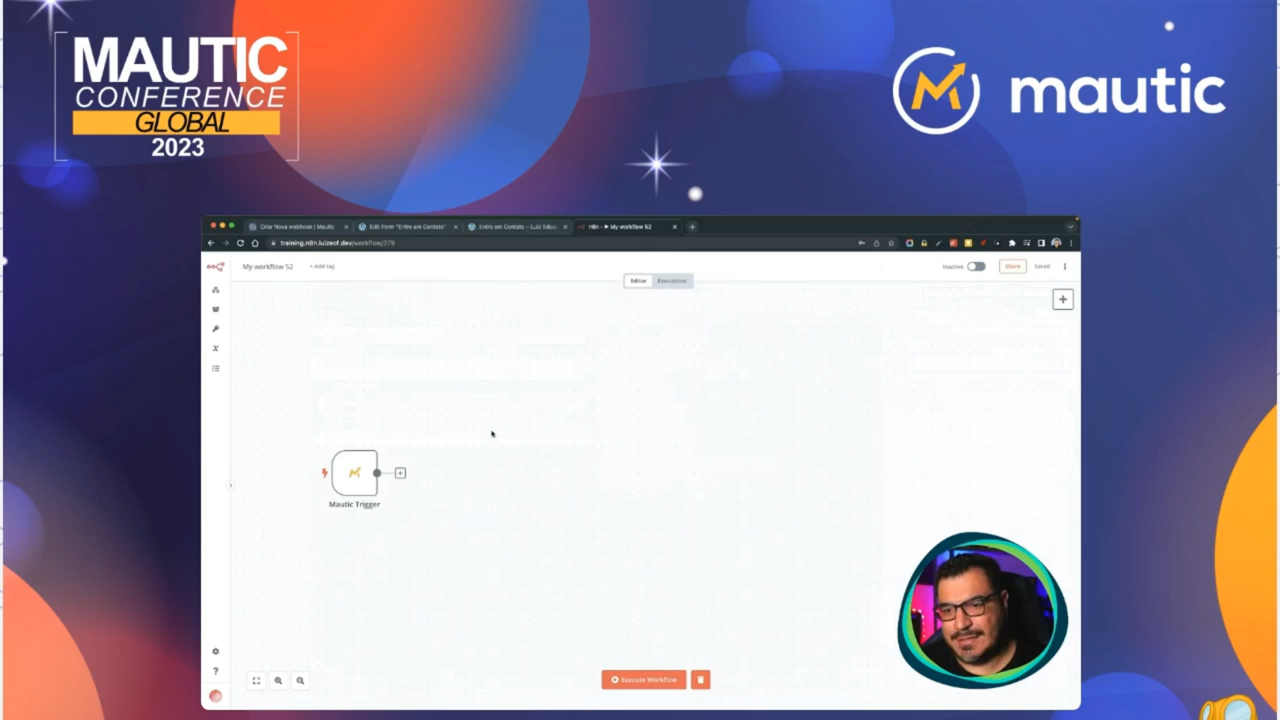 MAUTIC
CONFERENCE
GLOBAL
2023
mautic
Criar Nova webhook | Mautic
Edit Form "Entre em Contato"
Entre em Contato – Luiz Edua
n8n - ▶ My workflow 52
training.n8n.luizeof.dev/workflow/279
My workflow 52
+ Add tag
Inactive
Share
Saved
Editor
Executions
Mautic Trigger
Execute Workflow